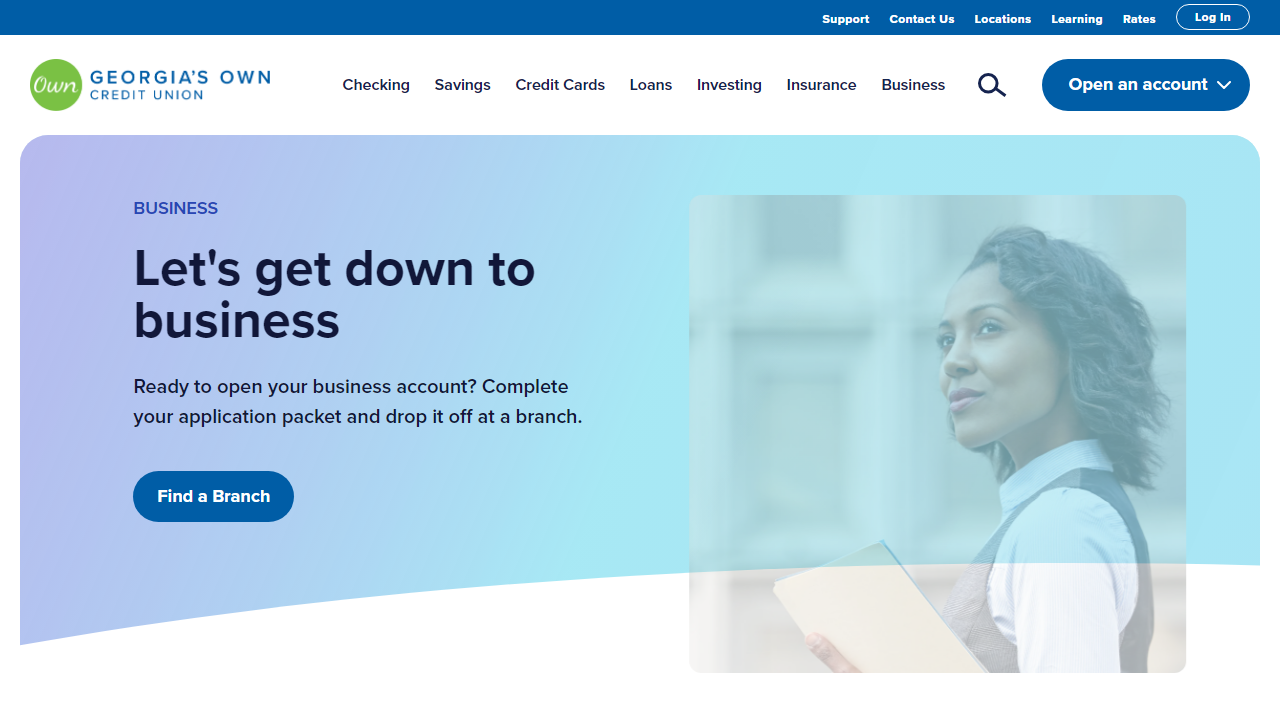 Support Contact Us Locations Learning Rates Log In
Own GEORGIA'S OWN
CREDIT UNION
Checking Savings Credit Cards Loans Investing Insurance Business Open an account
BUSINESS
Let's get down to
business
Ready to open your business account? Complete
your application packet and drop it off at a branch.
Find a Branch